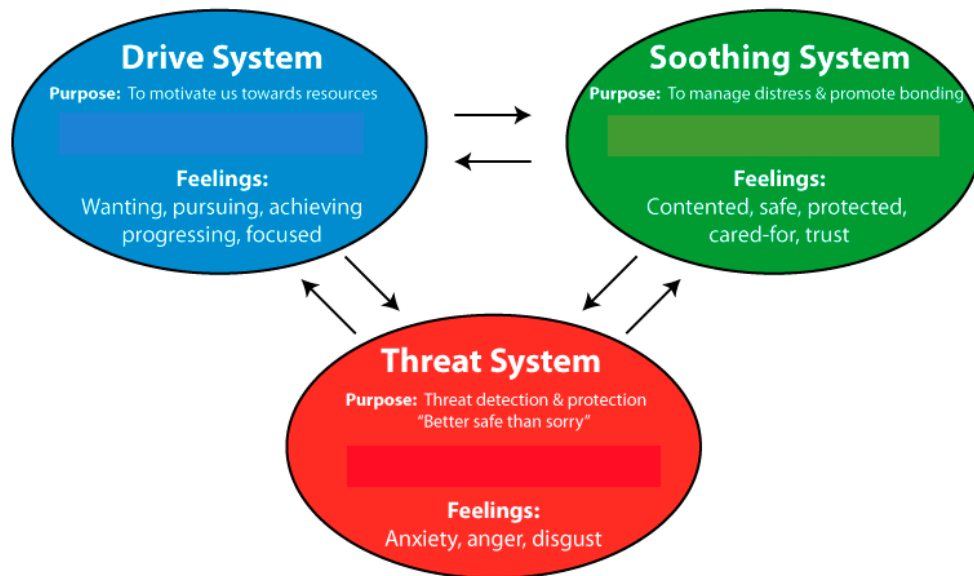 Drive System
Purpose: To motivate us towards resources
Feelings:
Wanting, pursuing, achieving
progressing, focused
Soothing System
Purpose: To manage distress & promote bonding
Feelings:
Contented, safe, protected,
cared-for, trust
Threat System
Purpose: Threat detection & protection
“Better safe than sorry”
Feelings:
Anxiety, anger, disgust